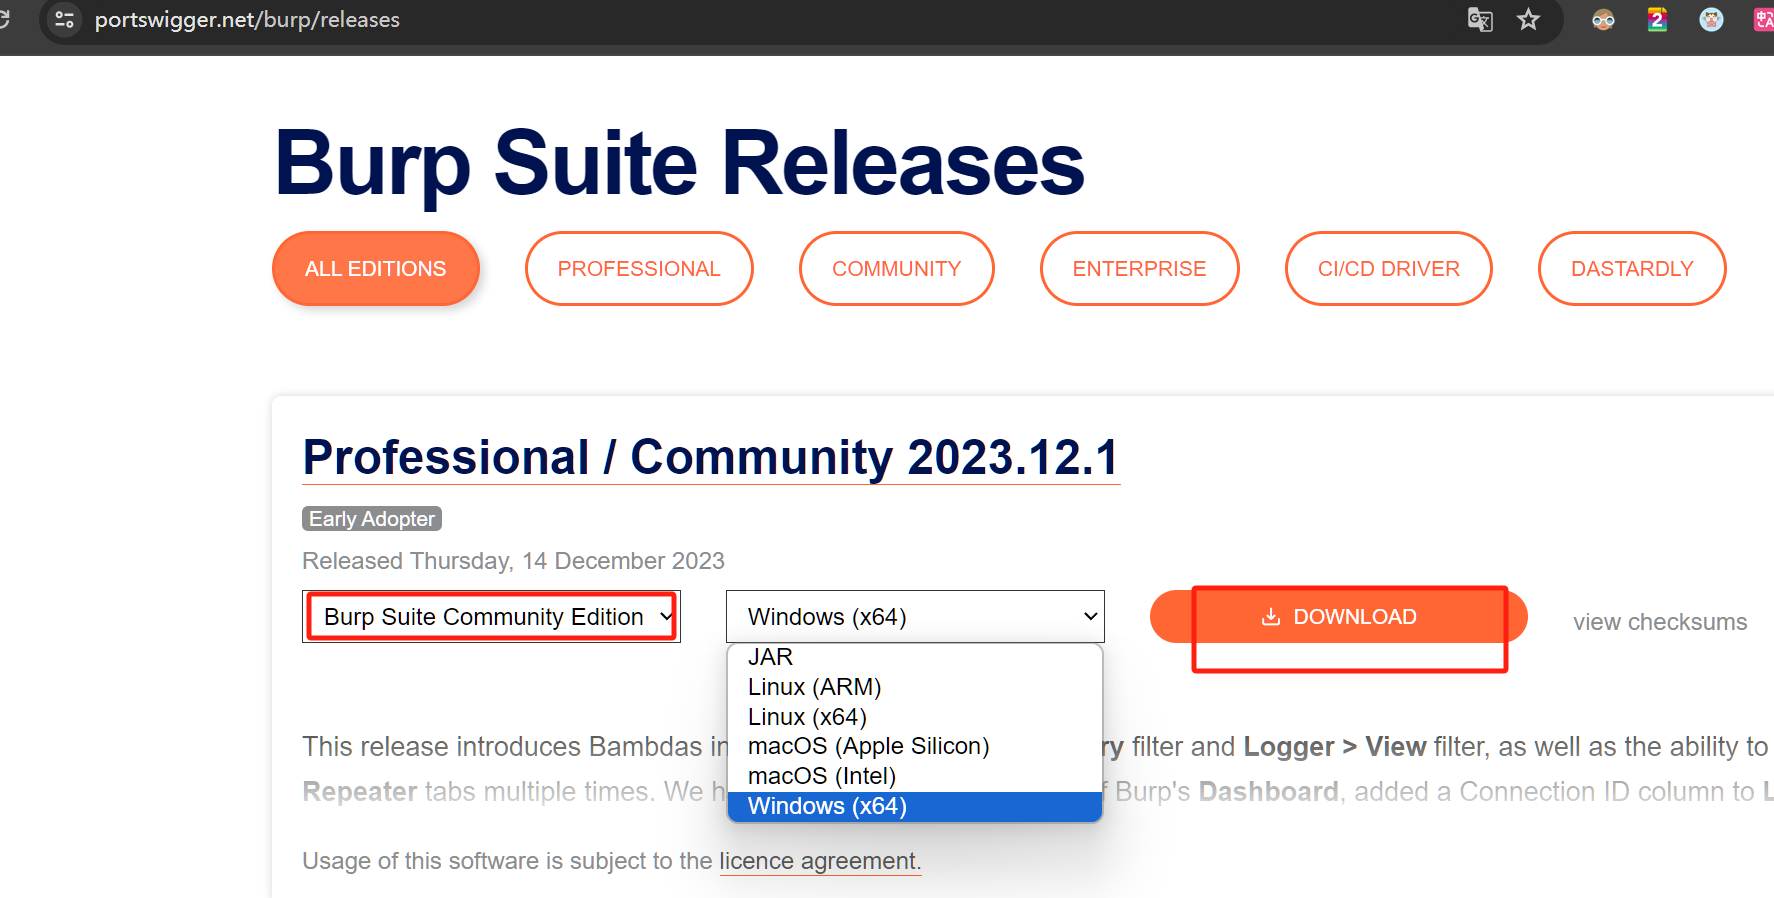 portswigger.net/burp/releases
Burp Suite Releases
ALL EDITIONS
PROFESSIONAL
COMMUNITY
ENTERPRISE
CI/CD DRIVER
DASTARDLY
Professional / Community 2023.12.1
Early Adopter
Released Thursday, 14 December 2023
Burp Suite Community Edition
Windows (x64)
DOWNLOAD
view checksums
JAR
Linux (ARM)
Linux (x64)
macOS (Apple Silicon)
macOS (Intel)
Windows (x64)
This release introduces Bambdas in ry filter and Logger > View filter, as well as the ability to
Repeater tabs multiple times. We h f Burp's Dashboard, added a Connection ID column to L
Usage of this software is subject to the licence agreement.